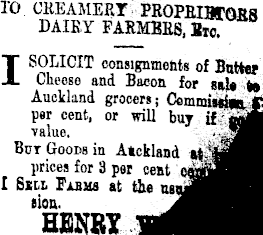 TO CREAMERY PROPRIETORS
DAIRY FARMERS, ETC.
I SOLICIT consignments of Butter
Cheese and Bacon for sale to
Auckland grocers; Commission
per cent, or will buy if
value.
BUY GOODS in Auckland at
prices for 3 per cent
I SELL FARMS at the
sion.
HENRY